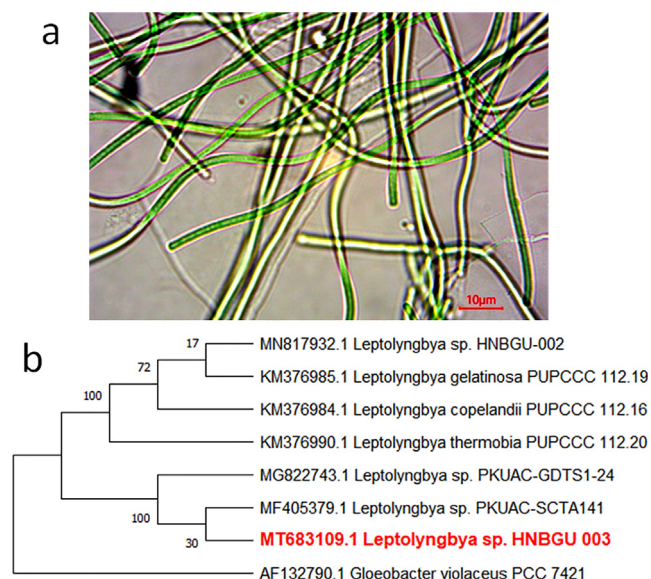 a
10µm
b
17
MN817932.1 Leptolyngbya sp. HNBGU-002
72
KM376985.1 Leptolyngbya gelatinosa PUPCCC 112.19
100
KM376984.1 Leptolyngbya copelandii PUPCCC 112.16
KM376990.1 Leptolyngbya thermobia PUPCCC 112.20
MG822743.1 Leptolyngbya sp. PKUAC-GDTS1-24
100
MF405379.1 Leptolyngbya sp. PKUAC-SCTA141
30
MT683109.1 Leptolyngbya sp. HNBGU 003
AF132790.1 Gloeobacter violaceus PCC 7421